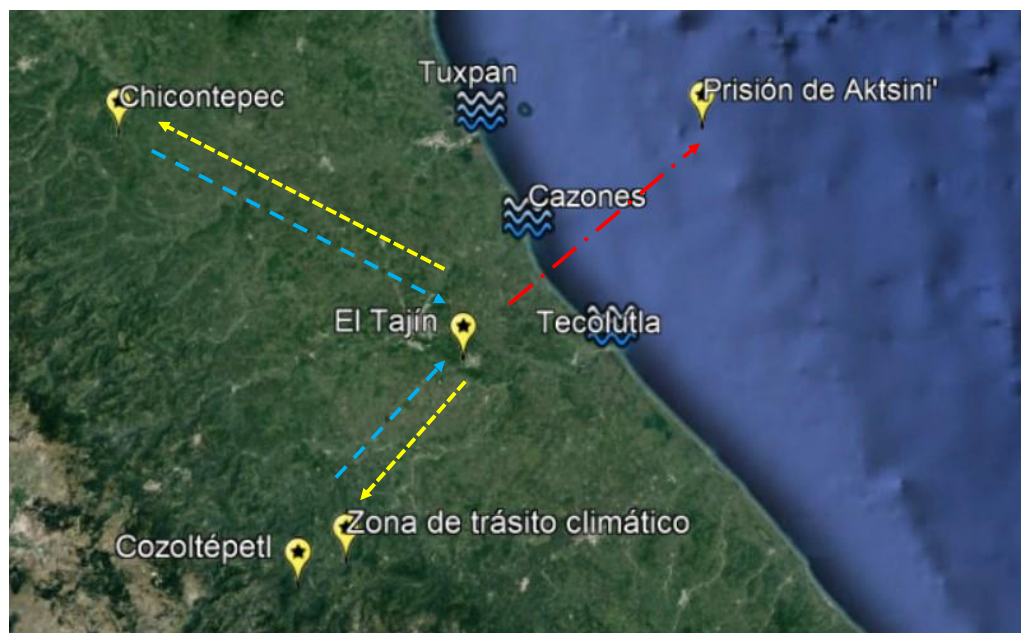 Tuxpan
Chicontepec
Prisión de Aktsini'
Cazones
El Tajín
Tecolutla
Zona de trásito climático
Cozoltépetl